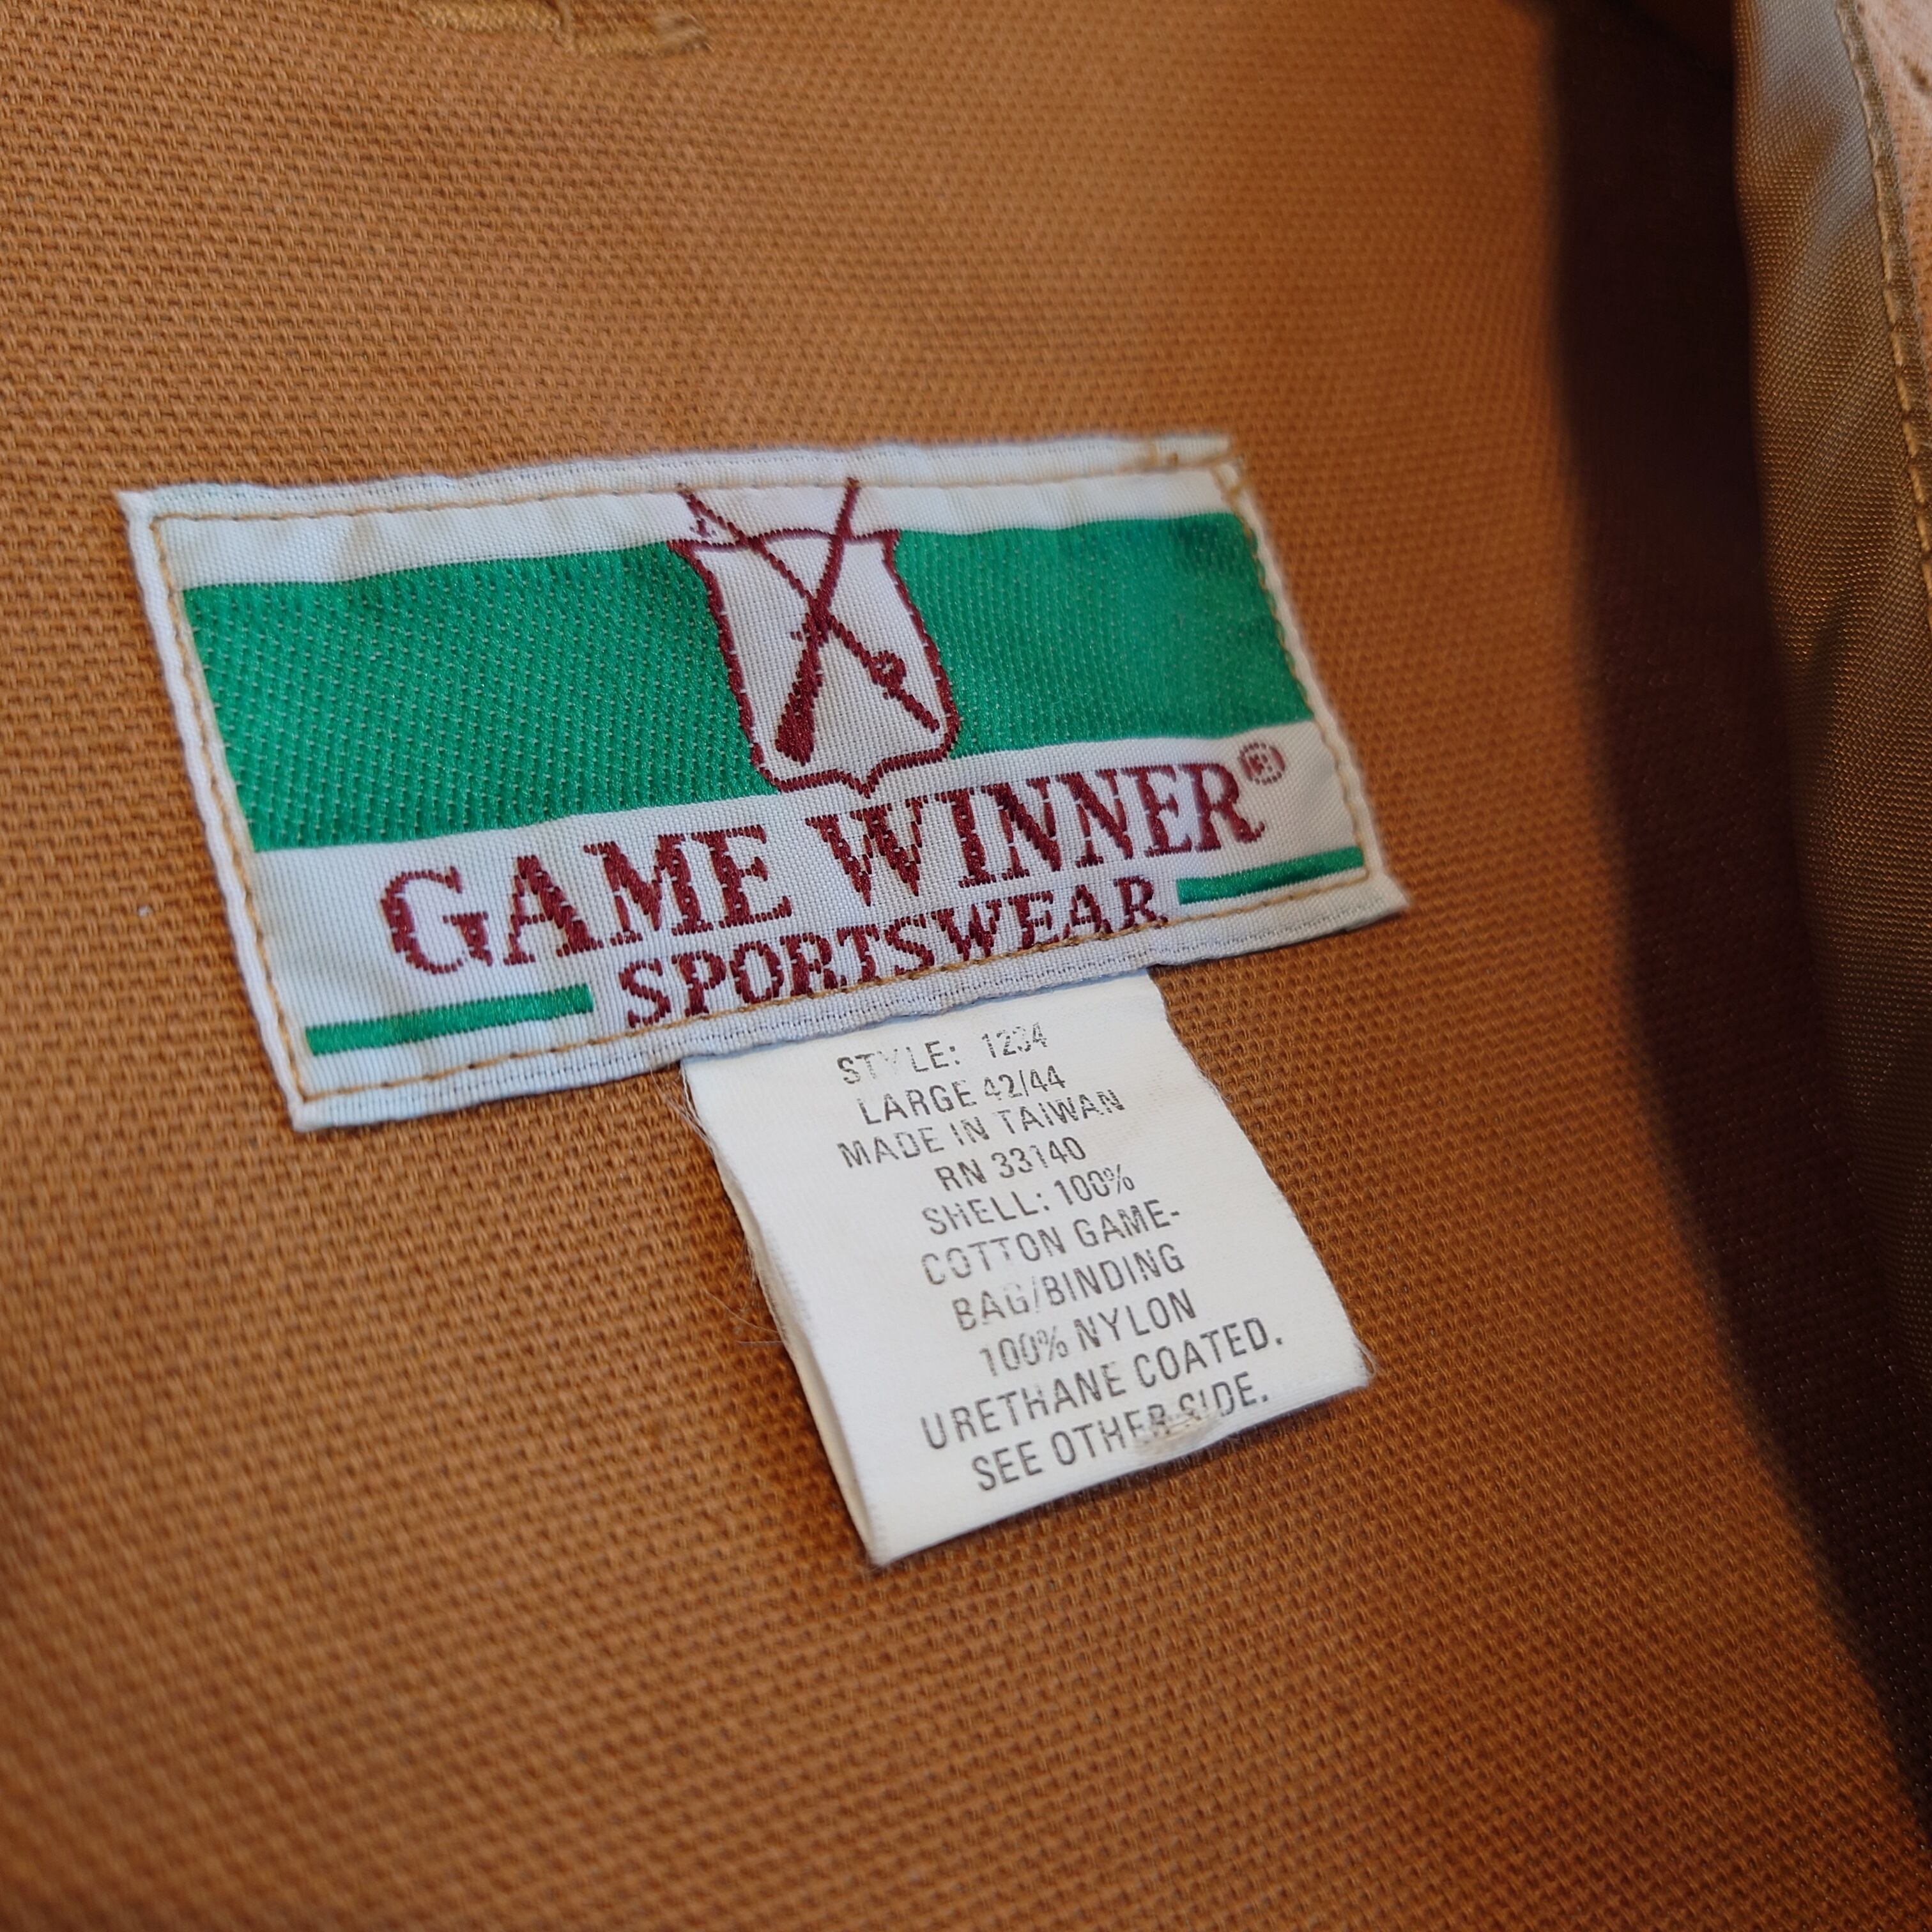 GAME WINNER®
SPORTSWEAR
STYLE: 1234
LARGE 42/44
MADE IN TAIWAN
RN 33140
SHELL: 100%
COTTON GAME-
BAG/BINDING
100% NYLON
URETHANE COATED.
SEE OTHER SIDE.